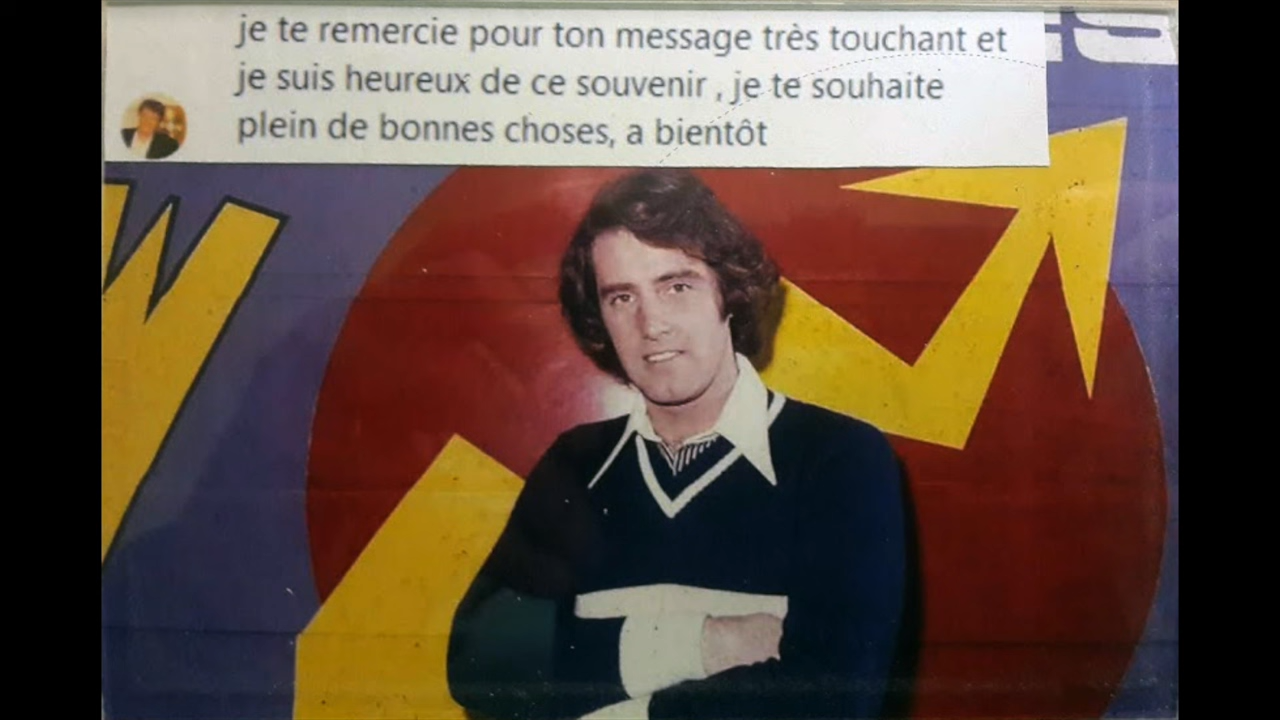 ES
je te remercie pour ton message très touchant et
je suis heureux de ce souvenir , je te souhaite
plein de bonnes choses, a bientôt
W